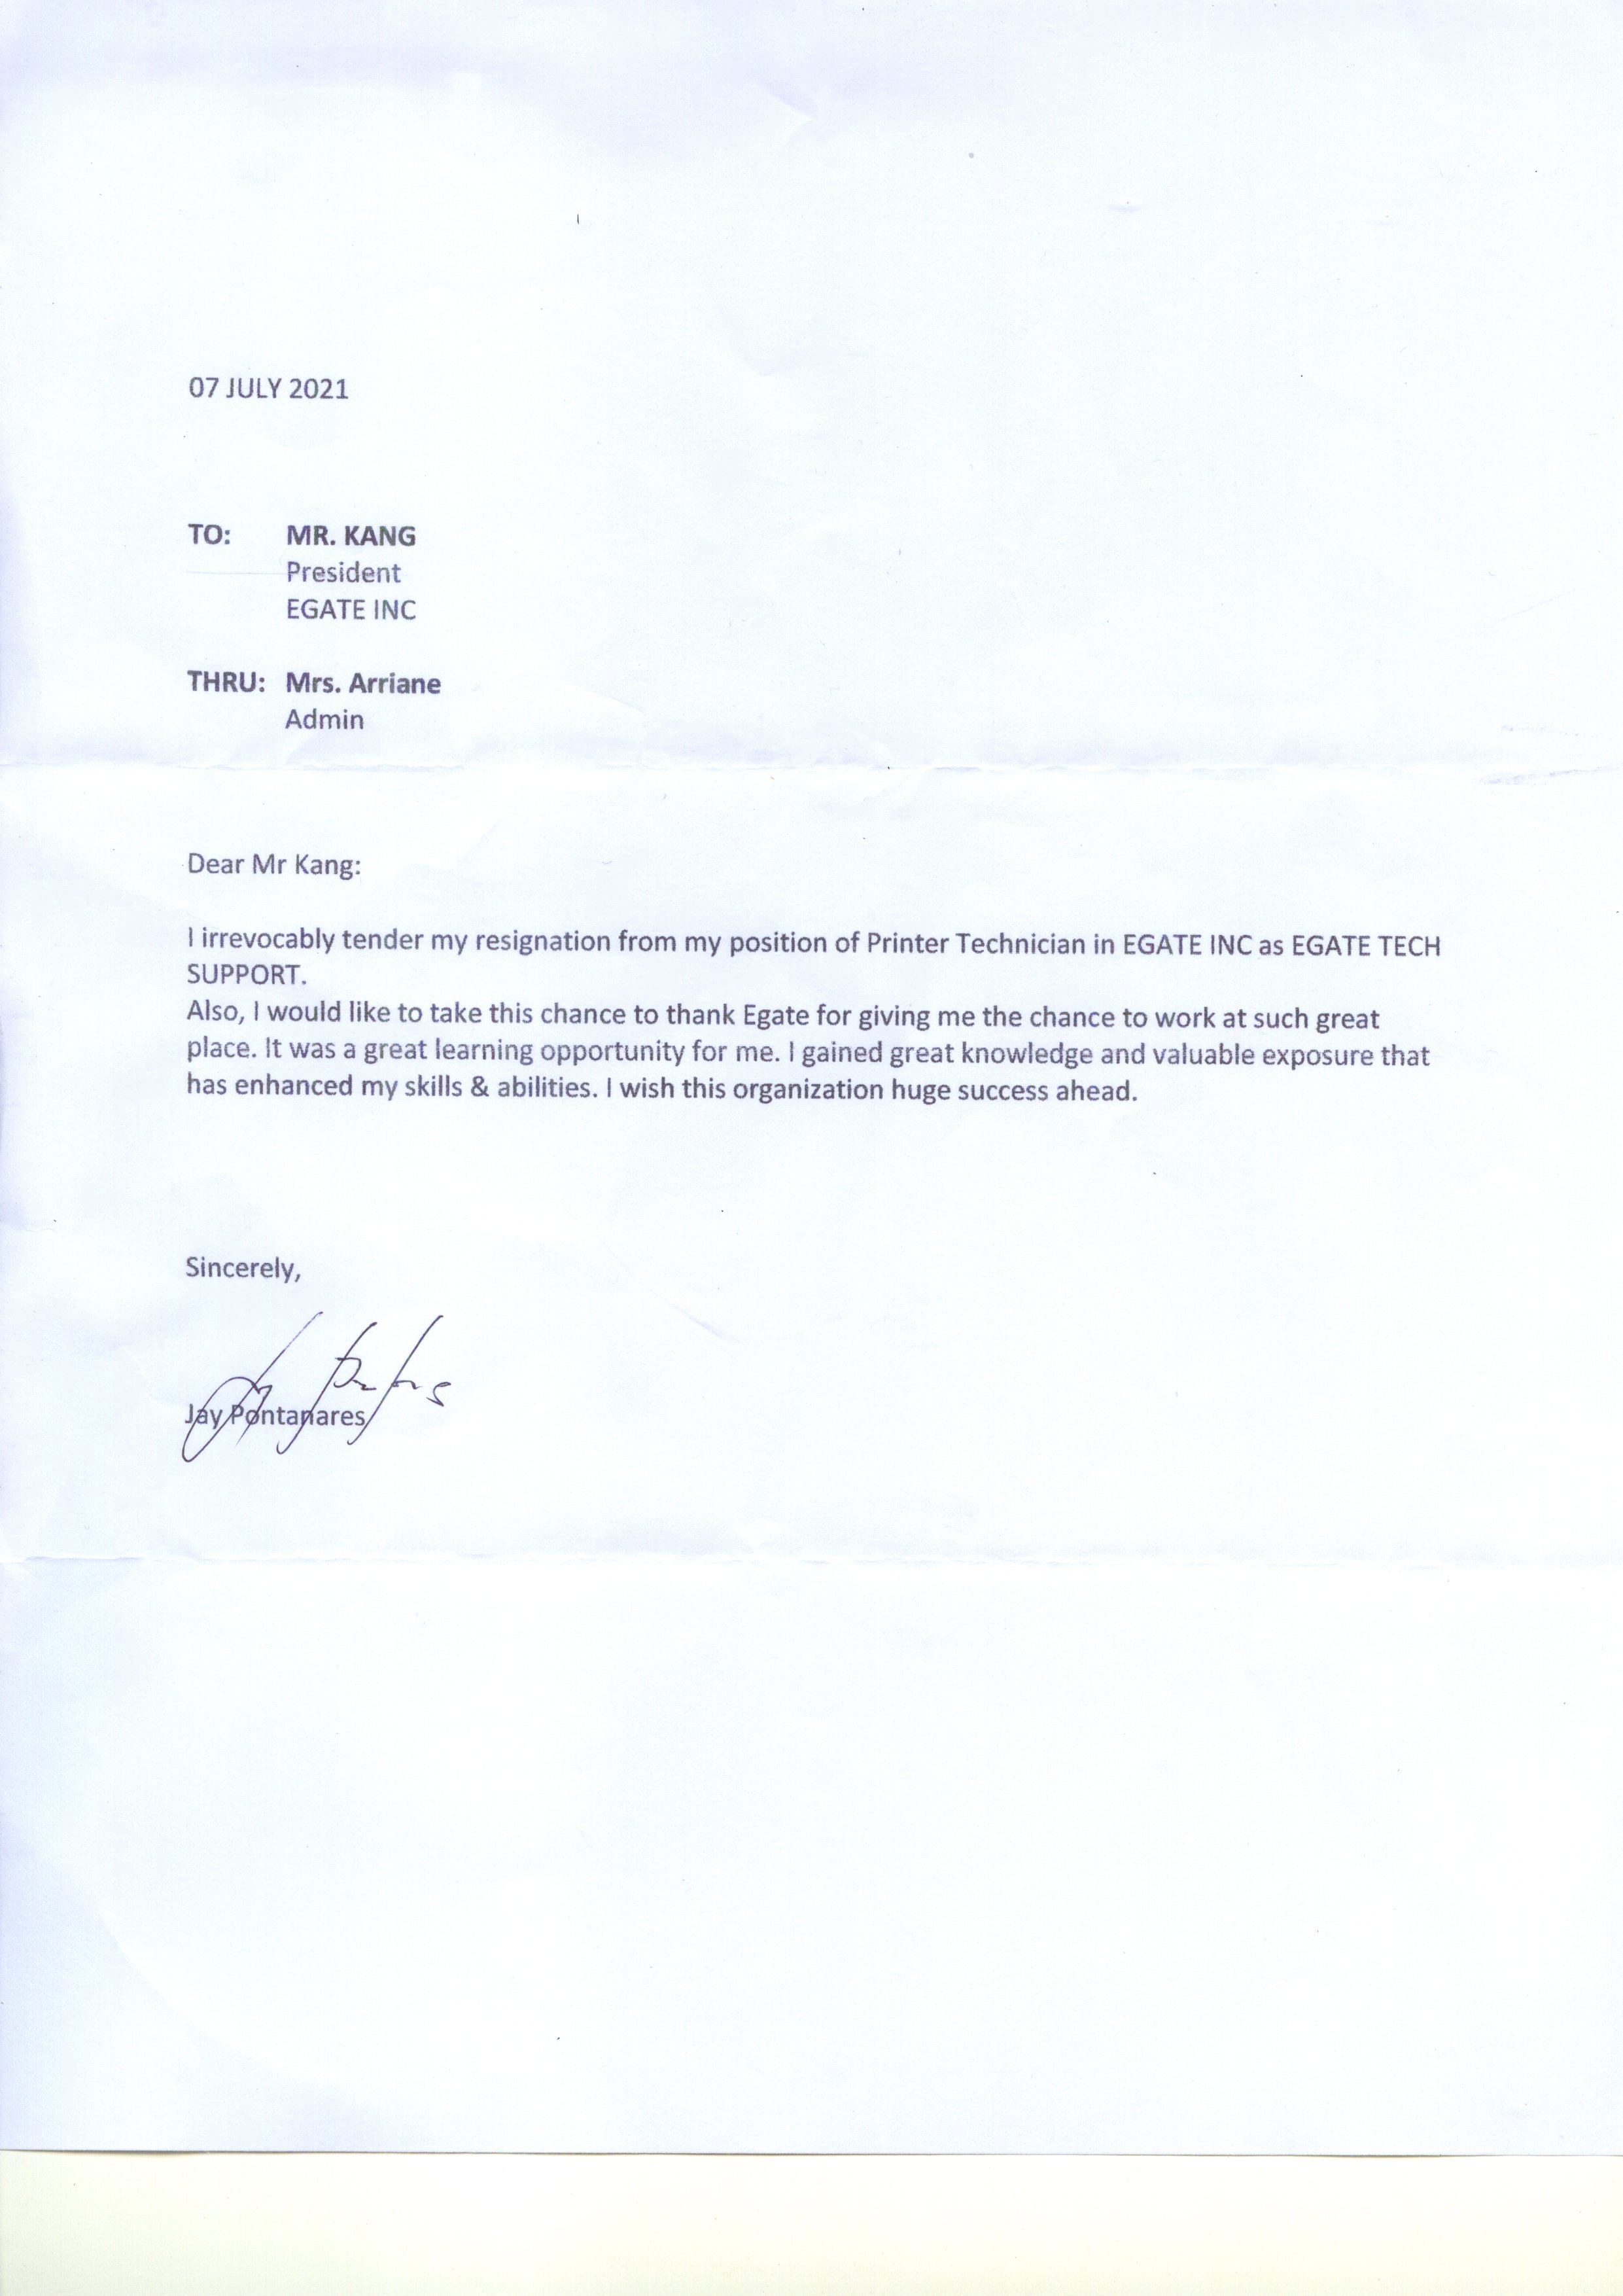 07 JULY 2021
TO: MR. KANG
President
EGATE INC
THRU: Mrs. Arriane
Admin
Dear Mr Kang:
I irrevocably tender my resignation from my position of Printer Technician in EGATE INC as EGATE TECH
SUPPORT.
Also, I would like to take this chance to thank Egate for giving me the chance to work at such great
place. It was a great learning opportunity for me. I gained great knowledge and valuable exposure that
has enhanced my skills & abilities. I wish this organization huge success ahead.
Sincerely,
Jay Pontanares